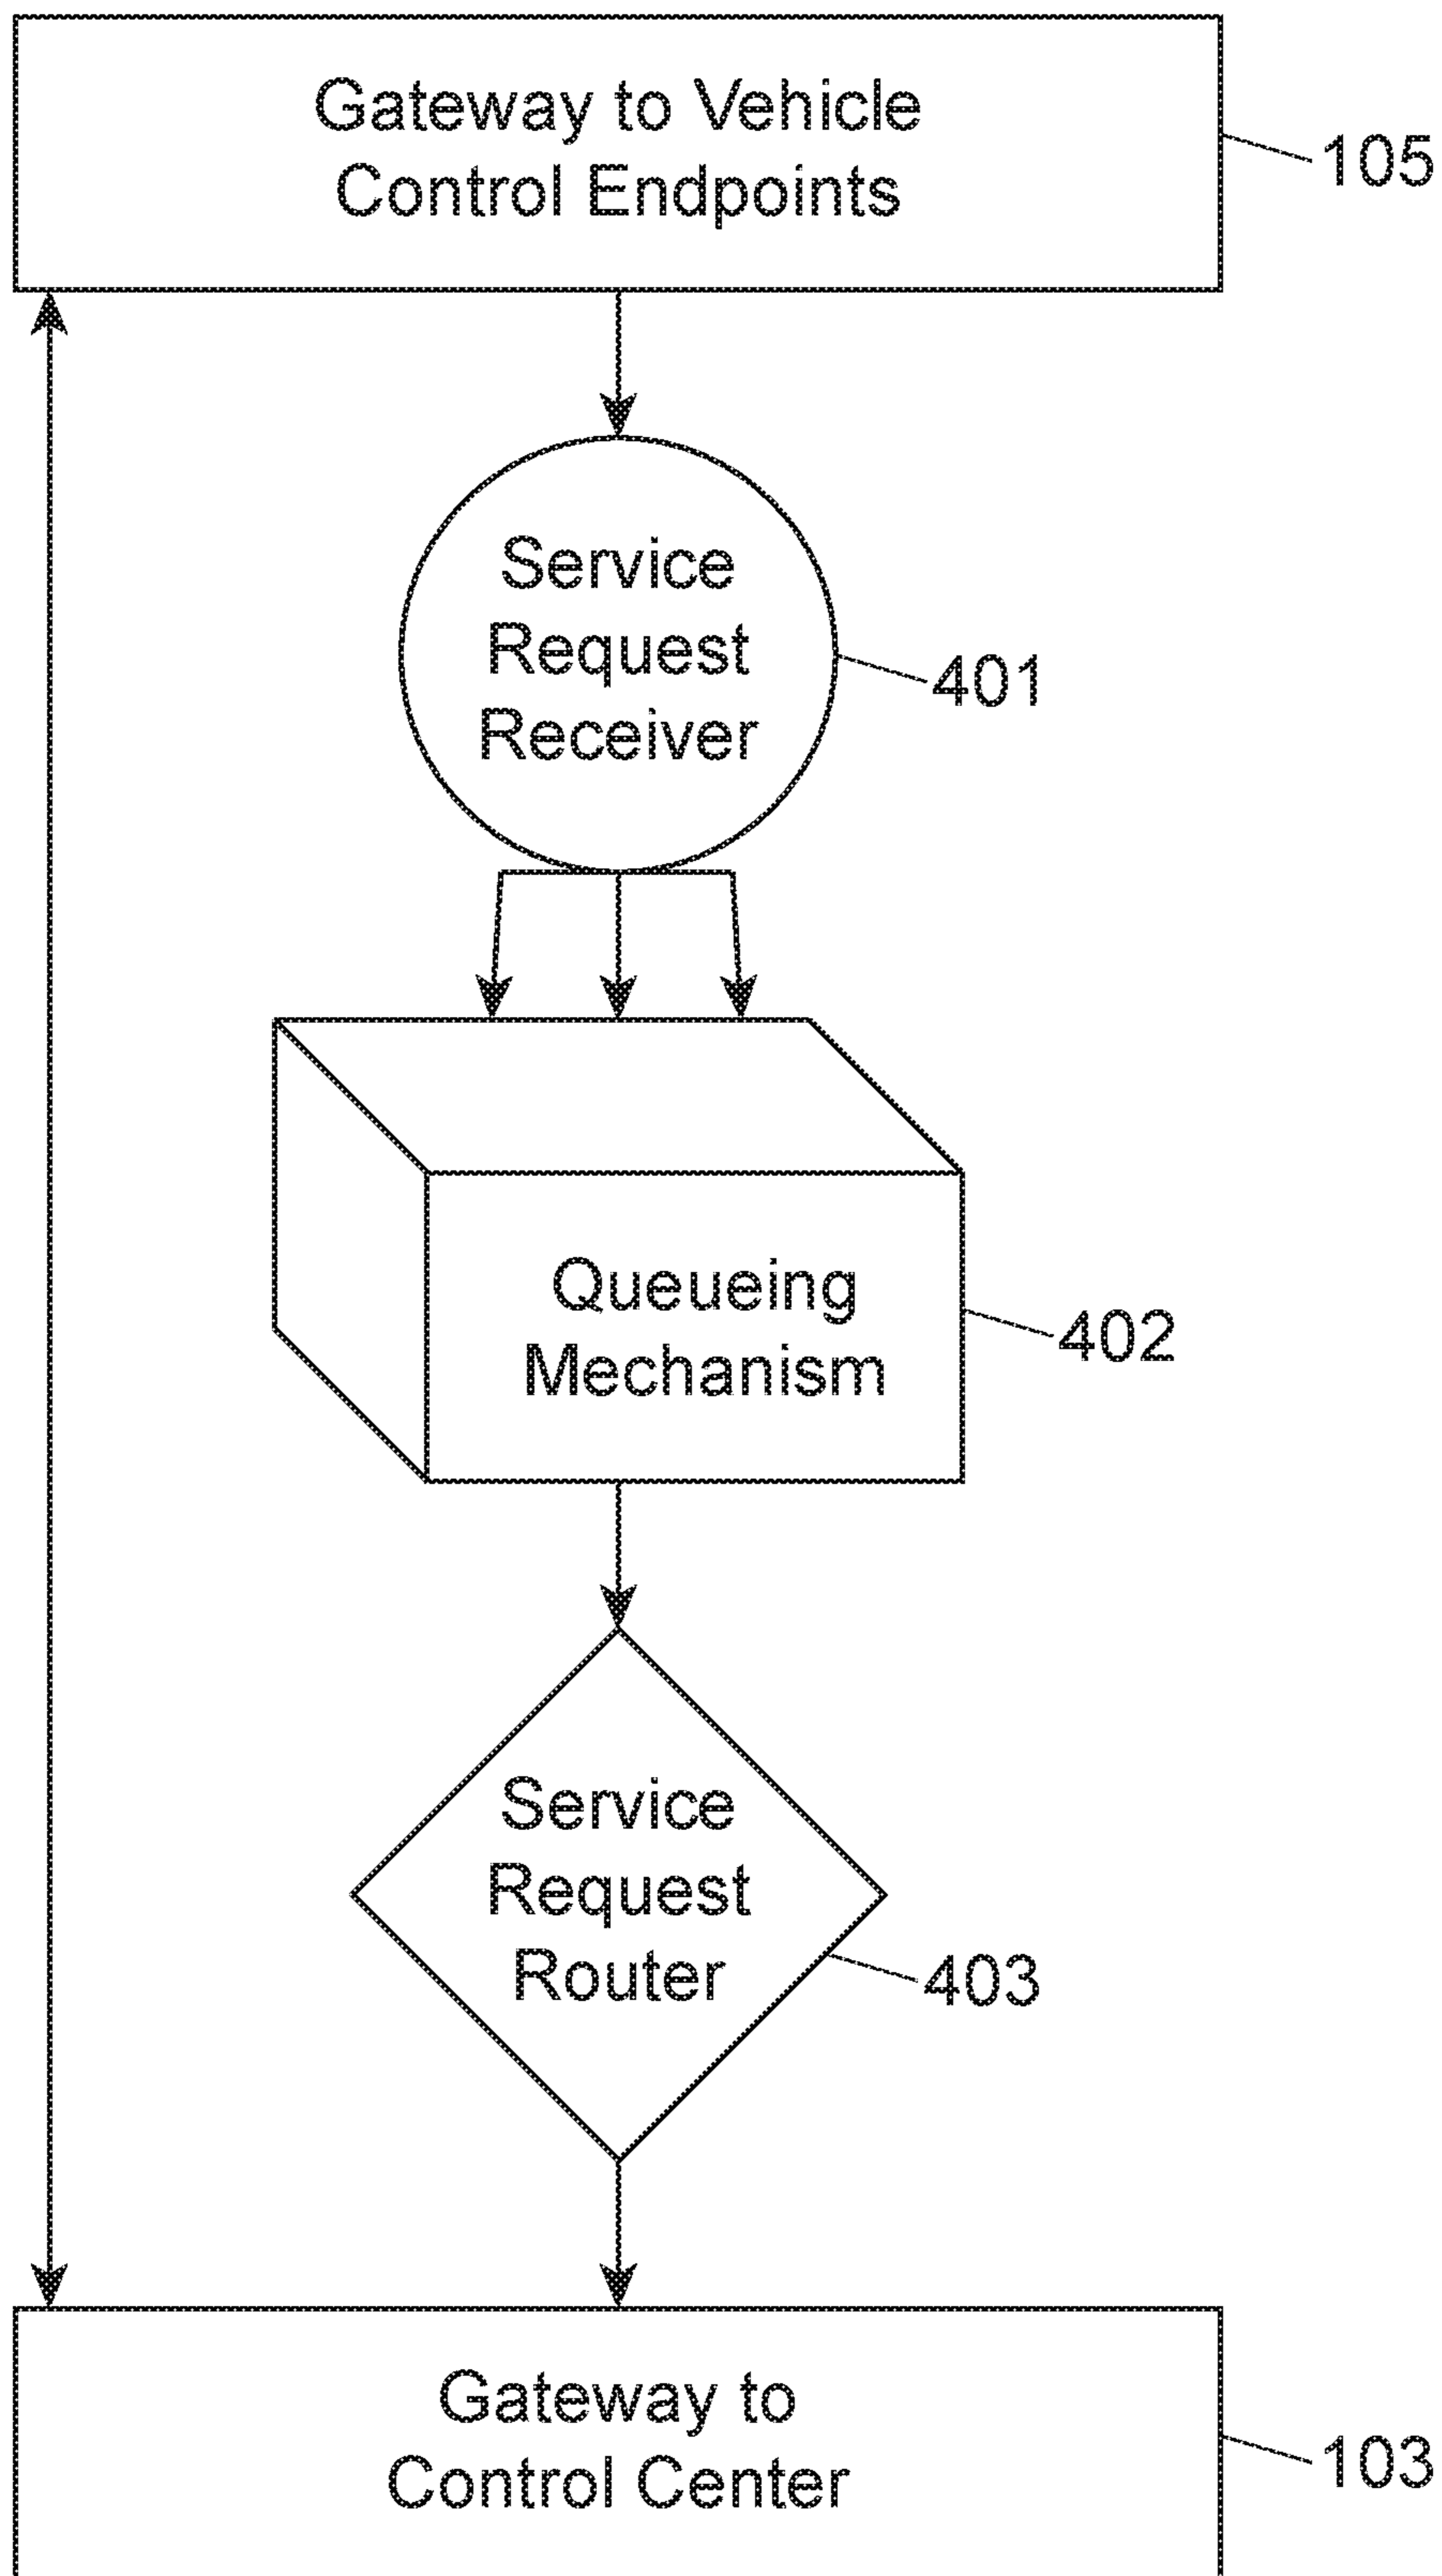 Gateway to Vehicle
Control Endpoints
105
Service
Request
Receiver
401
Queueing
Mechanism
402
Service
Request
Router
403
Gateway to
Control Center
103